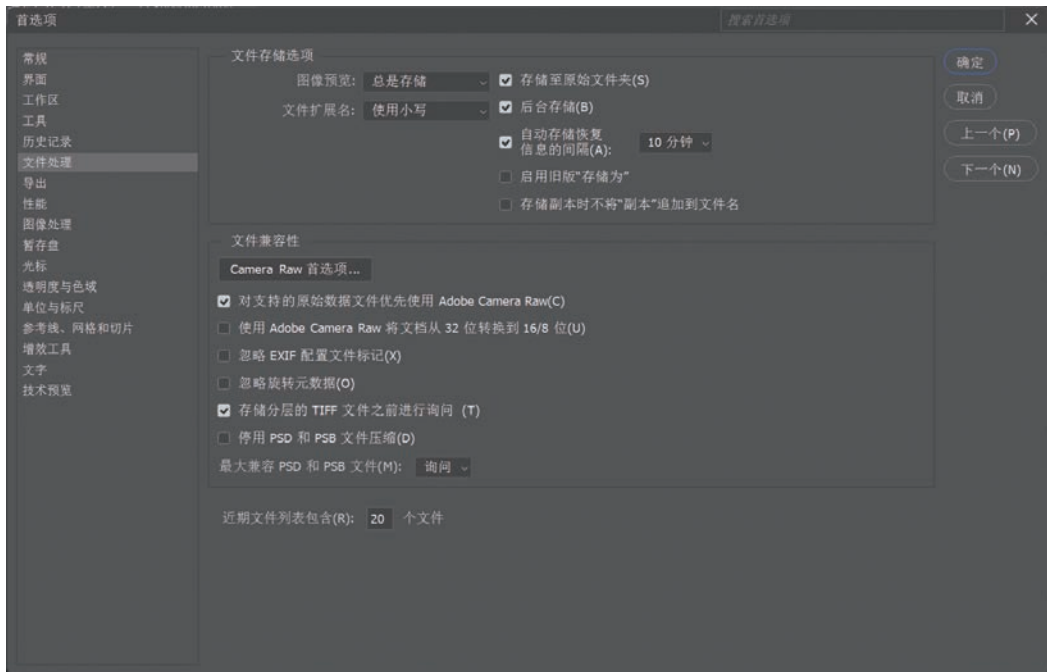 首选项
搜索首选项
常规
界面
工作区
工具
历史记录
文件处理
导出
性能
图像处理
暂存盘
光标
透明度与色域
单位与标尺
参考线、网格和切片
增效工具
文字
技术预览
文件存储选项
图像预览: 总是存储
文件扩展名: 使用小写
存储至原始文件夹(S)
后台存储(B)
自动存储恢复
信息的间隔(A): 10 分钟
启用旧版"存储为"
存储副本时不将"副本"追加到文件名
文件兼容性
Camera Raw 首选项...
对支持的原始数据文件优先使用 Adobe Camera Raw(C)
使用 Adobe Camera Raw 将文档从 32 位转换到 16/8 位(U)
忽略 EXIF 配置文件标记(X)
忽略旋转元数据(O)
存储分层的 TIFF 文件之前进行询问 (T)
停用 PSD 和 PSB 文件压缩(D)
最大兼容 PSD 和 PSB 文件(M): 询问
近期文件列表包含(R): 20 个文件
确定
取消
上一个(P)
下一个(N)